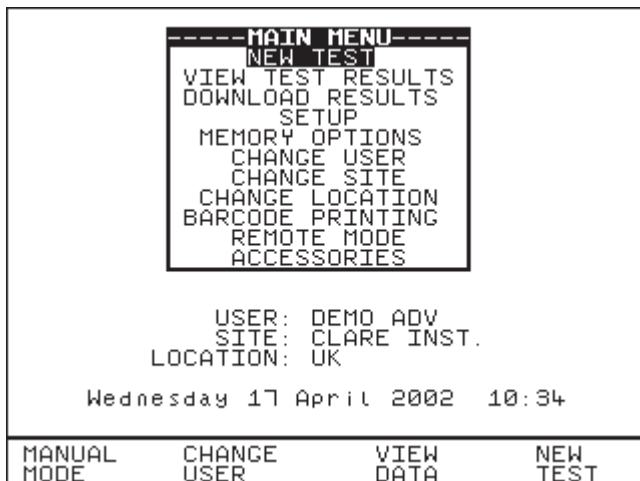 -----MAIN MENU-----
NEW TEST
VIEW TEST RESULTS
DOWNLOAD RESULTS
SETUP
MEMORY OPTIONS
CHANGE USER
CHANGE SITE
CHANGE LOCATION
BARCODE PRINTING
REMOTE MODE
ACCESSORIES
USER: DEMO ADV
SITE: CLARE INST.
LOCATION: UK
Wednesday 17 April 2002 10:34
MANUAL CHANGE VIEW NEW
MODE USER DATA TEST